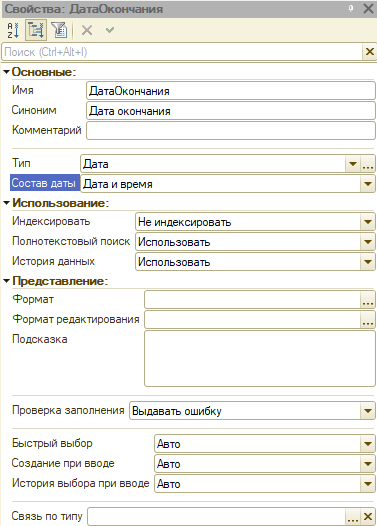 Свойства: ДатаОкончания
Поиск (Ctrl+Alt+I)
Основные:
Имя ДатаОкончания
Синоним Дата окончания
Комментарий
Тип Дата
Состав даты Дата и время
Использование:
Индексировать Не индексировать
Полнотекстовый поиск Использовать
История данных Использовать
Представление:
Формат
Формат редактирования
Подсказка
Проверка заполнения Выдавать ошибку
Быстрый выбор Авто
Создание при вводе Авто
История выбора при вводе Авто
Связь по типу